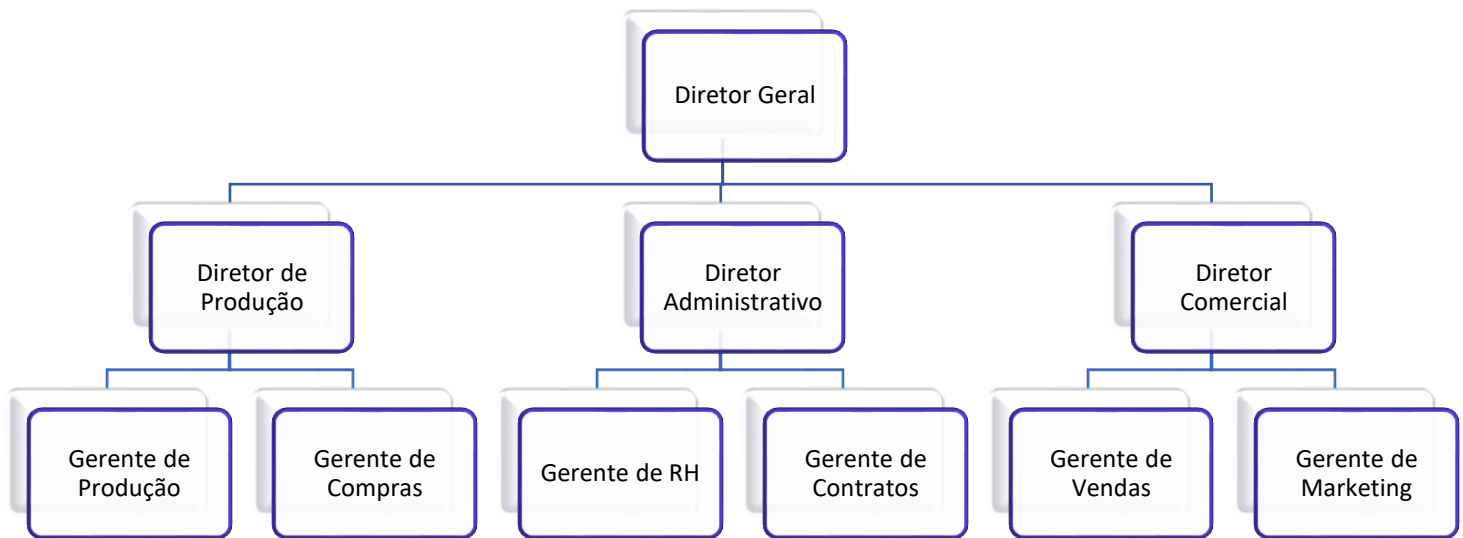 Diretor Geral
Diretor de
Produção
Diretor
Administrativo
Diretor
Comercial
Gerente de
Produção
Gerente de
Compras
Gerente de RH
Gerente de
Contratos
Gerente de
Vendas
Gerente de
Marketing